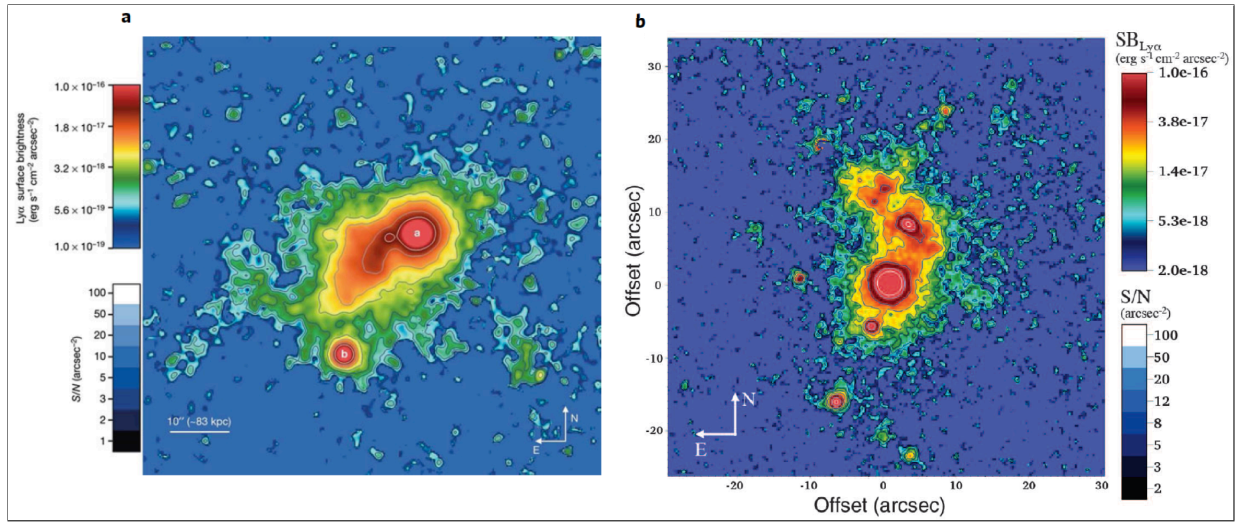 a
b
Lyα surface brightness
(erg s⁻¹ cm⁻² arcsec⁻²)
1.0 × 10⁻¹⁶
1.8 × 10⁻¹⁷
3.2 × 10⁻¹⁸
5.6 × 10⁻¹⁹
1.0 × 10⁻¹⁹
S/N (arcsec⁻²)
100
50
20
10
5
3
2
1
a
b
10″ (~83 kpc)
N
E
Offset (arcsec)
30
20
10
0
-10
-20
N
E
-20
-10
0
10
20
30
Offset (arcsec)
SB Lyα
(erg s⁻¹ cm⁻² arcsec⁻²)
1.0e-16
3.8e-17
1.4e-17
5.3e-18
2.0e-18
S/N
(arcsec⁻²)
100
50
20
12
8
5
3
2